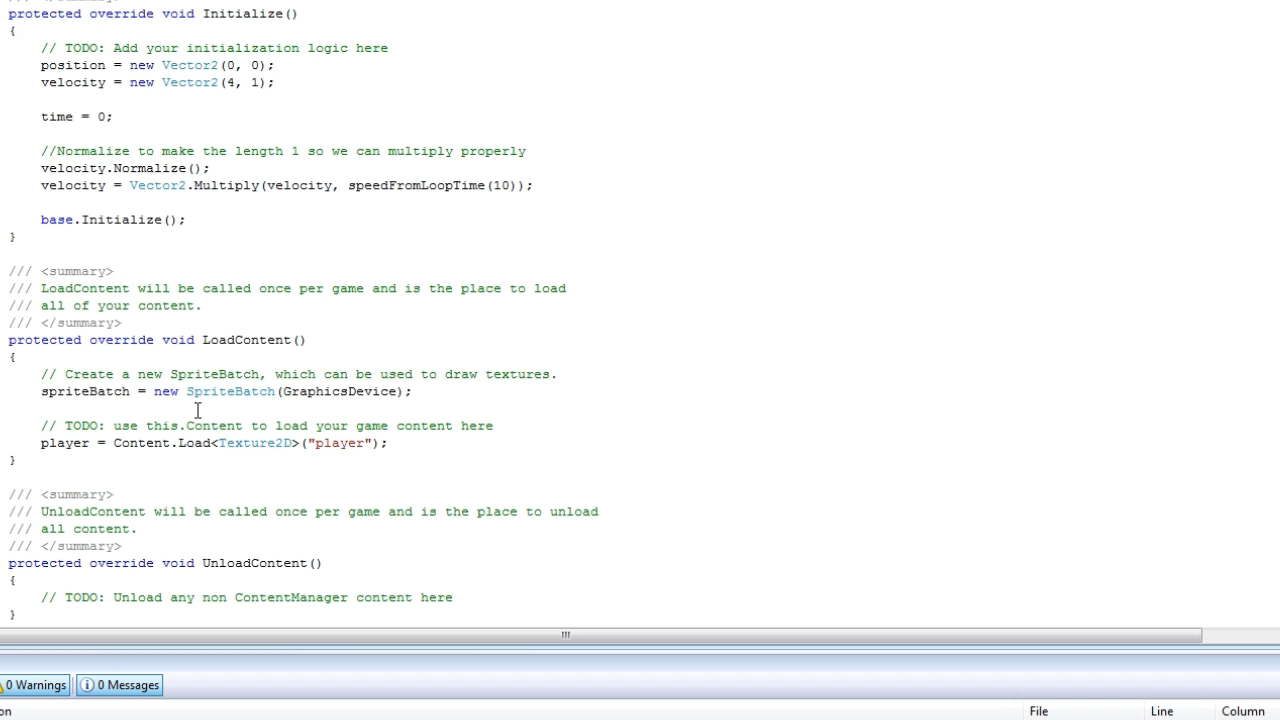 protected override void Initialize()
{
// TODO: Add your initialization logic here
position = new Vector2(0, 0);
velocity = new Vector2(4, 1);
time = 0;
//Normalize to make the length 1 so we can multiply properly
velocity.Normalize();
velocity = Vector2.Multiply(velocity, speedFromLoopTime(10));
base.Initialize();
}
/// <summary>
/// LoadContent will be called once per game and is the place to load
/// all of your content.
/// </summary>
protected override void LoadContent()
{
// Create a new SpriteBatch, which can be used to draw textures.
spriteBatch = new SpriteBatch(GraphicsDevice);
// TODO: use this.Content to load your game content here
player = Content.Load<Texture2D>("player");
}
/// <summary>
/// UnloadContent will be called once per game and is the place to unload
/// all content.
/// </summary>
protected override void UnloadContent()
{
// TODO: Unload any non ContentManager content here
}
0 Warnings 0 Messages
on File Line Column